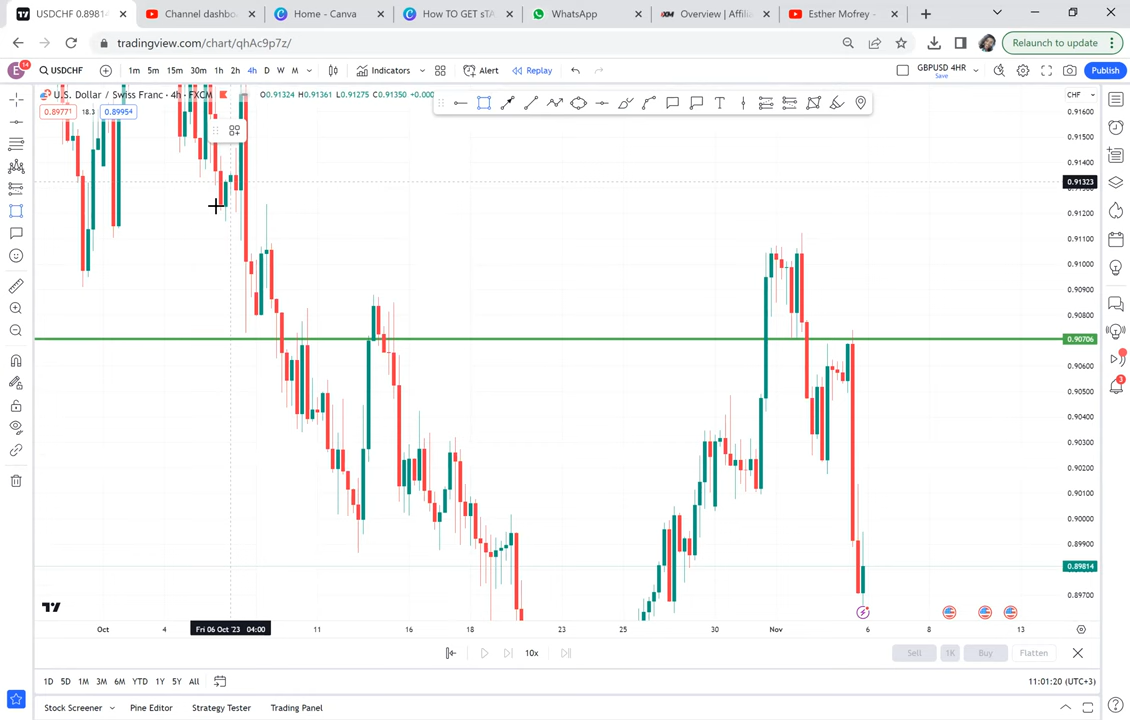 USDCHF 0.8981
Channel dashbo
Home - Canva
How TO GET sTA
WhatsApp
XM Overview | Affilia
Esther Mofrey -
tradingview.com/chart/qhAc9p7z/
Relaunch to update
E 14 USDCHF 1m 5m 15m 30m 1h 2h 4h D W M Indicators Alert Replay GBPUSD 4HR Save Publish
U.S. Dollar / Swiss Franc · 4h · FXCM O0.91324 H0.91361 L0.91275 C0.91350 +0.000
CHF
0.89771 18.3 0.89954
0.91600
0.91500
0.91400
0.91323
0.91200
0.91100
0.91000
0.90900
0.90800
0.90706
0.90600
0.90500
0.90400
0.90300
0.90200
0.90100
0.90000
0.89900
0.89814
0.89700
3
Oct 4 Fri 06 Oct '23 04:00 11 16 18 23 25 30 Nov 6 8 13
10x Sell 1K Buy Flatten
1D 5D 1M 3M 6M YTD 1Y 5Y All 11:01:20 (UTC+3)
Stock Screener Pine Editor Strategy Tester Trading Panel